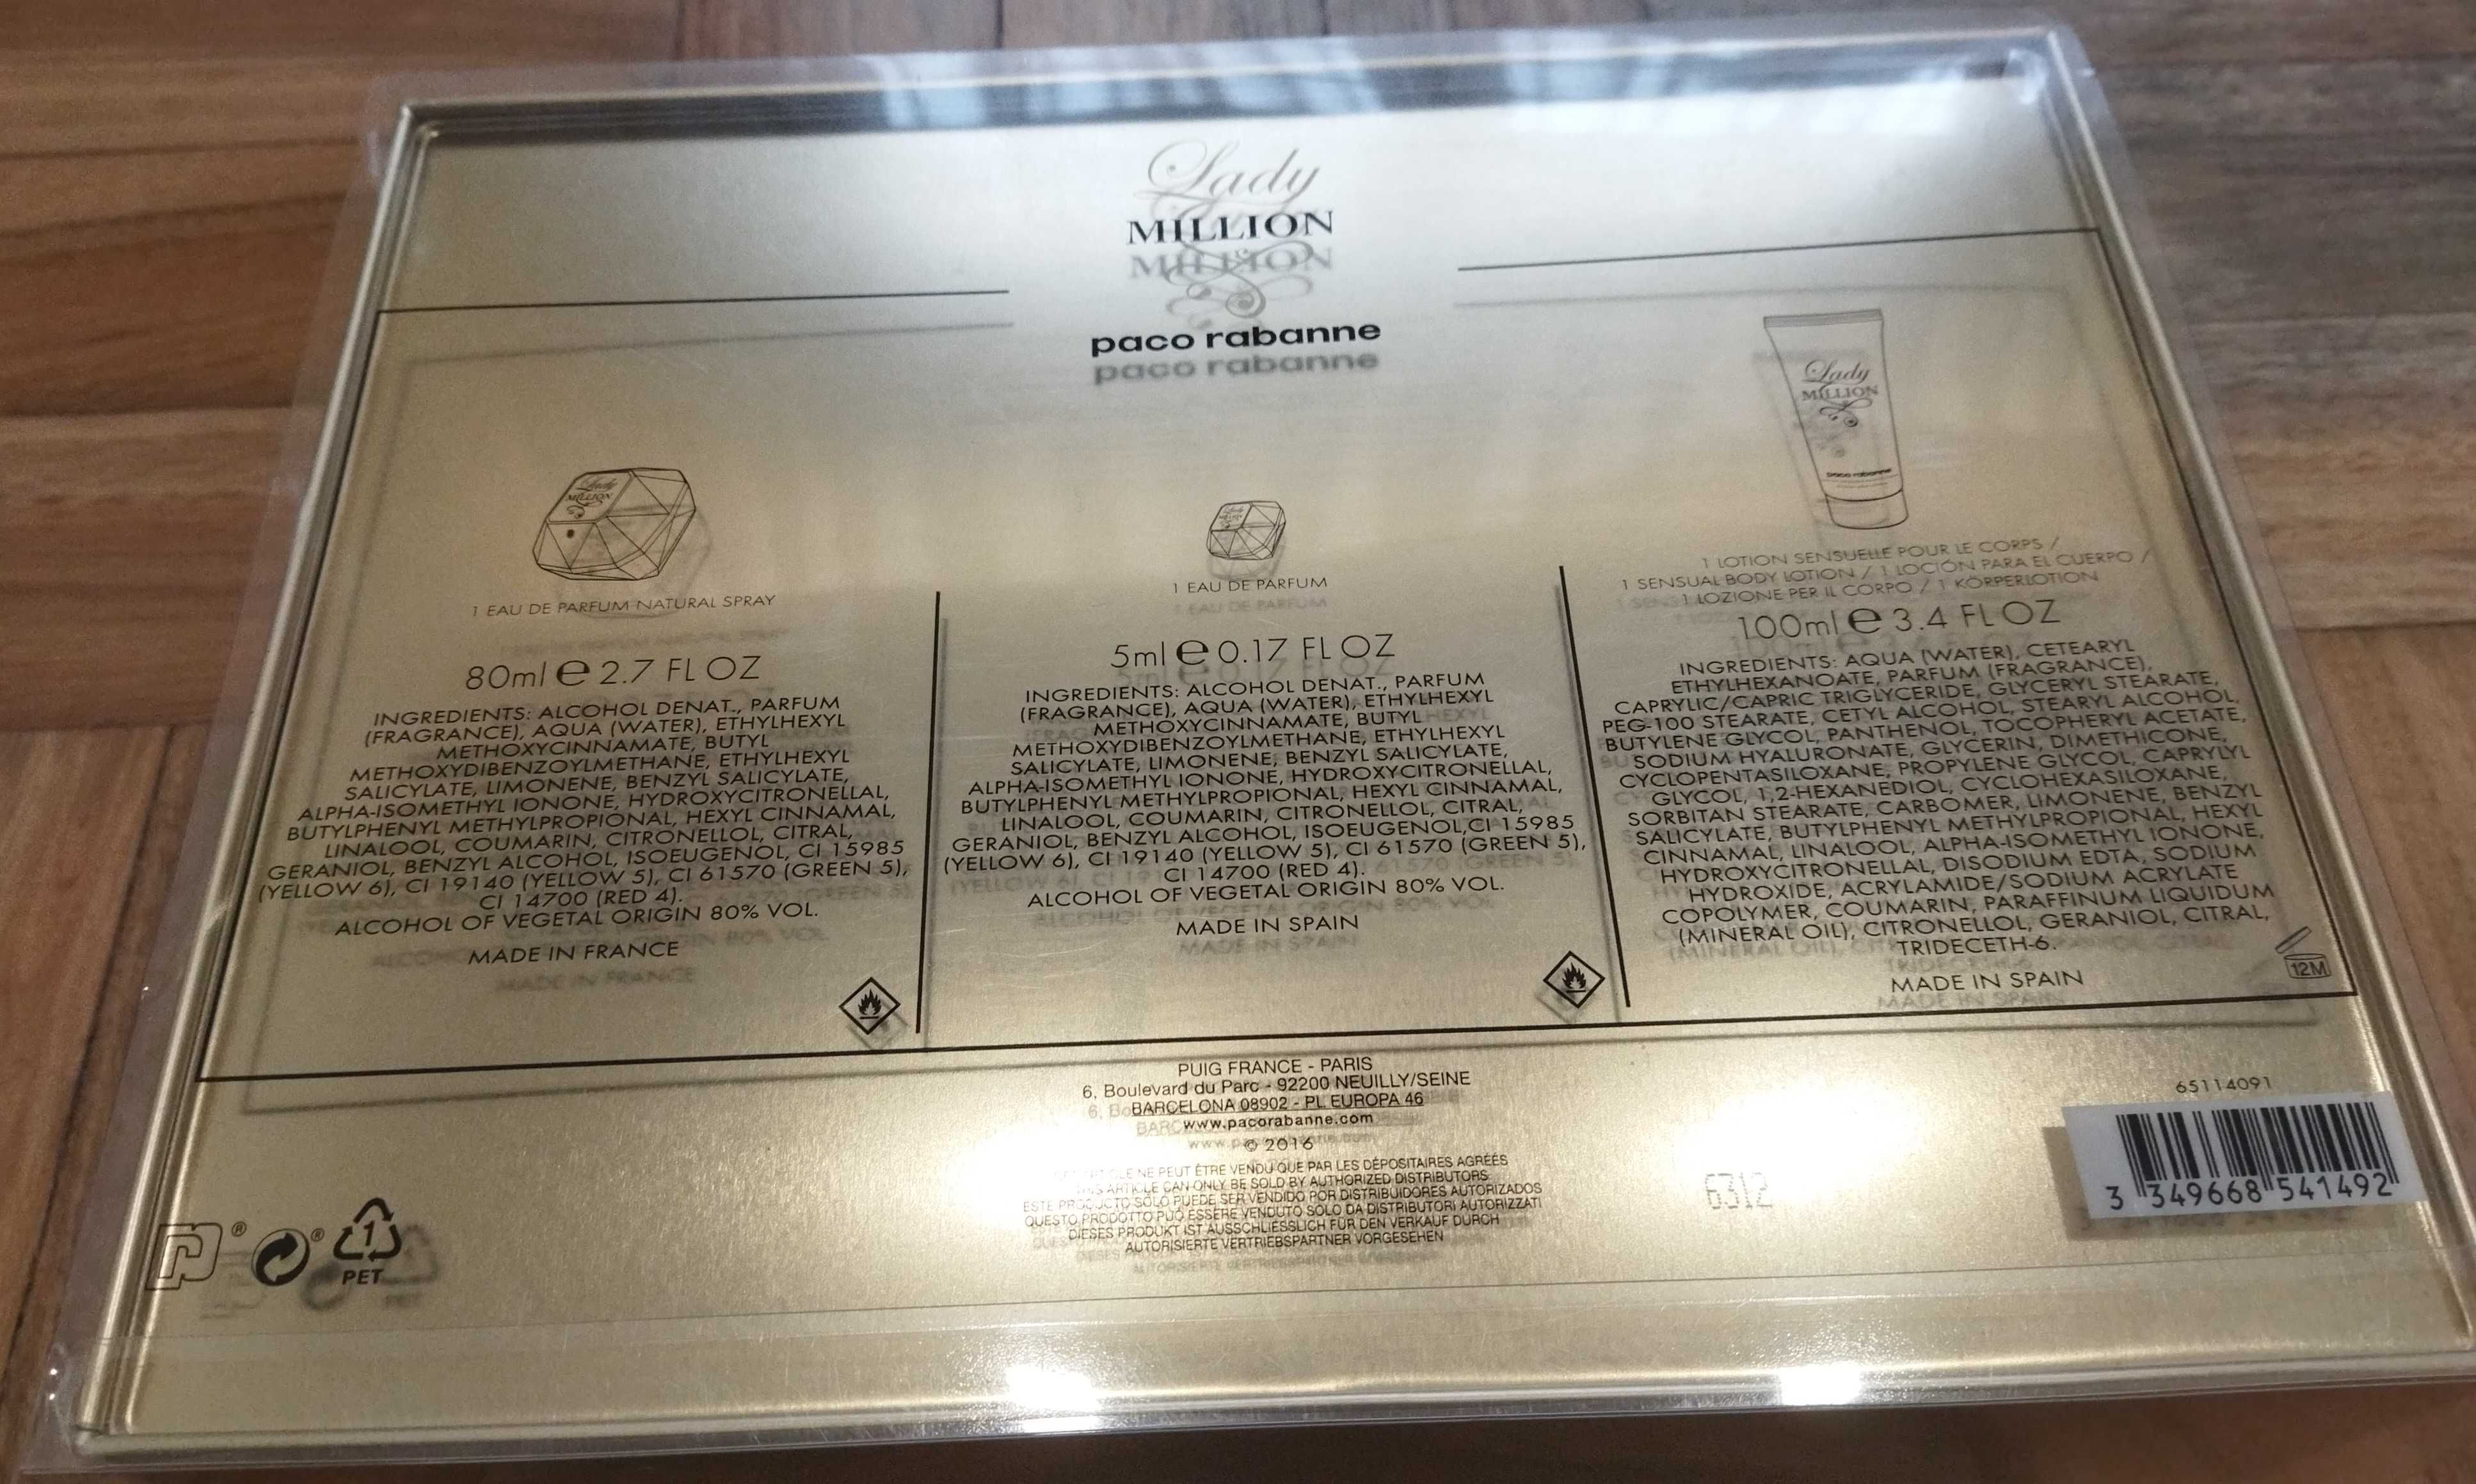 Lady
MILLION
paco rabanne
Lady
MILLION
1 EAU DE PARFUM NATURAL SPRAY
80ml e 2.7 FL OZ
INGREDIENTS: ALCOHOL DENAT., PARFUM
(FRAGRANCE), AQUA (WATER), ETHYLHEXYL
METHOXYCINNAMATE, BUTYL
METHOXYDIBENZOYLMETHANE, ETHYLHEXYL
SALICYLATE, LIMONENE, BENZYL SALICYLATE,
ALPHA-ISOMETHYL IONONE, HYDROXYCITRONELLAL,
BUTYLPHENYL METHYLPROPIONAL, HEXYL CINNAMAL,
LINALOOL, COUMARIN, CITRONELLOL, CITRAL,
GERANIOL, BENZYL ALCOHOL, ISOEUGENOL, CI 15985
(YELLOW 6), CI 19140 (YELLOW 5), CI 61570 (GREEN 5),
CI 14700 (RED 4).
ALCOHOL OF VEGETAL ORIGIN 80% VOL.
MADE IN FRANCE
1 EAU DE PARFUM
5ml e 0.17 FL OZ
INGREDIENTS: ALCOHOL DENAT., PARFUM
(FRAGRANCE), AQUA (WATER), ETHYLHEXYL
METHOXYCINNAMATE, BUTYL
METHOXYDIBENZOYLMETHANE, ETHYLHEXYL
SALICYLATE, LIMONENE, BENZYL SALICYLATE,
ALPHA-ISOMETHYL IONONE, HYDROXYCITRONELLAL,
BUTYLPHENYL METHYLPROPIONAL, HEXYL CINNAMAL,
LINALOOL, COUMARIN, CITRONELLOL, CITRAL,
GERANIOL, BENZYL ALCOHOL, ISOEUGENOL,CI 15985
(YELLOW 6), CI 19140 (YELLOW 5), CI 61570 (GREEN 5),
CI 14700 (RED 4).
ALCOHOL OF VEGETAL ORIGIN 80% VOL.
MADE IN SPAIN
Lady
MILLION
paco rabanne
1 LOTION SENSUELLE POUR LE CORPS /
1 SENSUAL BODY LOTION / 1 LOCIÓN PARA EL CUERPO /
1 LOZIONE PER IL CORPO / 1 KÖRPERLOTION
100ml e 3.4 FL OZ
INGREDIENTS: AQUA (WATER), CETEARYL
ETHYLHEXANOATE, PARFUM (FRAGRANCE),
CAPRYLIC/CAPRIC TRIGLYCERIDE, GLYCERYL STEARATE,
PEG-100 STEARATE, CETYL ALCOHOL, STEARYL ALCOHOL,
BUTYLENE GLYCOL, PANTHENOL, TOCOPHERYL ACETATE,
SODIUM HYALURONATE, GLYCERIN, DIMETHICONE,
CYCLOPENTASILOXANE, PROPYLENE GLYCOL, CAPRYLYL
GLYCOL, 1,2-HEXANEDIOL, CYCLOHEXASILOXANE,
SORBITAN STEARATE, CARBOMER, LIMONENE, BENZYL
SALICYLATE, BUTYLPHENYL METHYLPROPIONAL, HEXYL
CINNAMAL, LINALOOL, ALPHA-ISOMETHYL IONONE,
HYDROXYCITRONELLAL, DISODIUM EDTA, SODIUM
HYDROXIDE, ACRYLAMIDE/SODIUM ACRYLATE
COPOLYMER, COUMARIN, PARAFFINUM LIQUIDUM
(MINERAL OIL), CITRONELLOL, GERANIOL, CITRAL,
TRIDECETH-6.
MADE IN SPAIN
12M
PUIG FRANCE - PARIS
6, Boulevard du Parc - 92200 NEUILLY/SEINE
BARCELONA 08902 - PL EUROPA 46
www.pacorabanne.com
© 2016
NE PEUT ÊTRE VENDU QUE PAR LES DÉPOSITAIRES AGRÉÉS
ARTICLE CAN ONLY BE SOLD BY AUTHORIZED DISTRIBUTORS
ESTE PRODUCTO SÓLO PUEDE SER VENDIDO POR DISTRIBUIDORES AUTORIZADOS
QUESTO PRODOTTO PUÒ ESSERE VENDUTO SOLO DA DISTRIBUTORI AUTORIZZATI
DIESES PRODUKT IST AUSSCHLIESSLICH FÜR DEN VERKAUF DURCH
AUTORISIERTE VERTRIEBSPARTNER VORGESEHEN
6312
65114091
3 349668 541492
1
PET